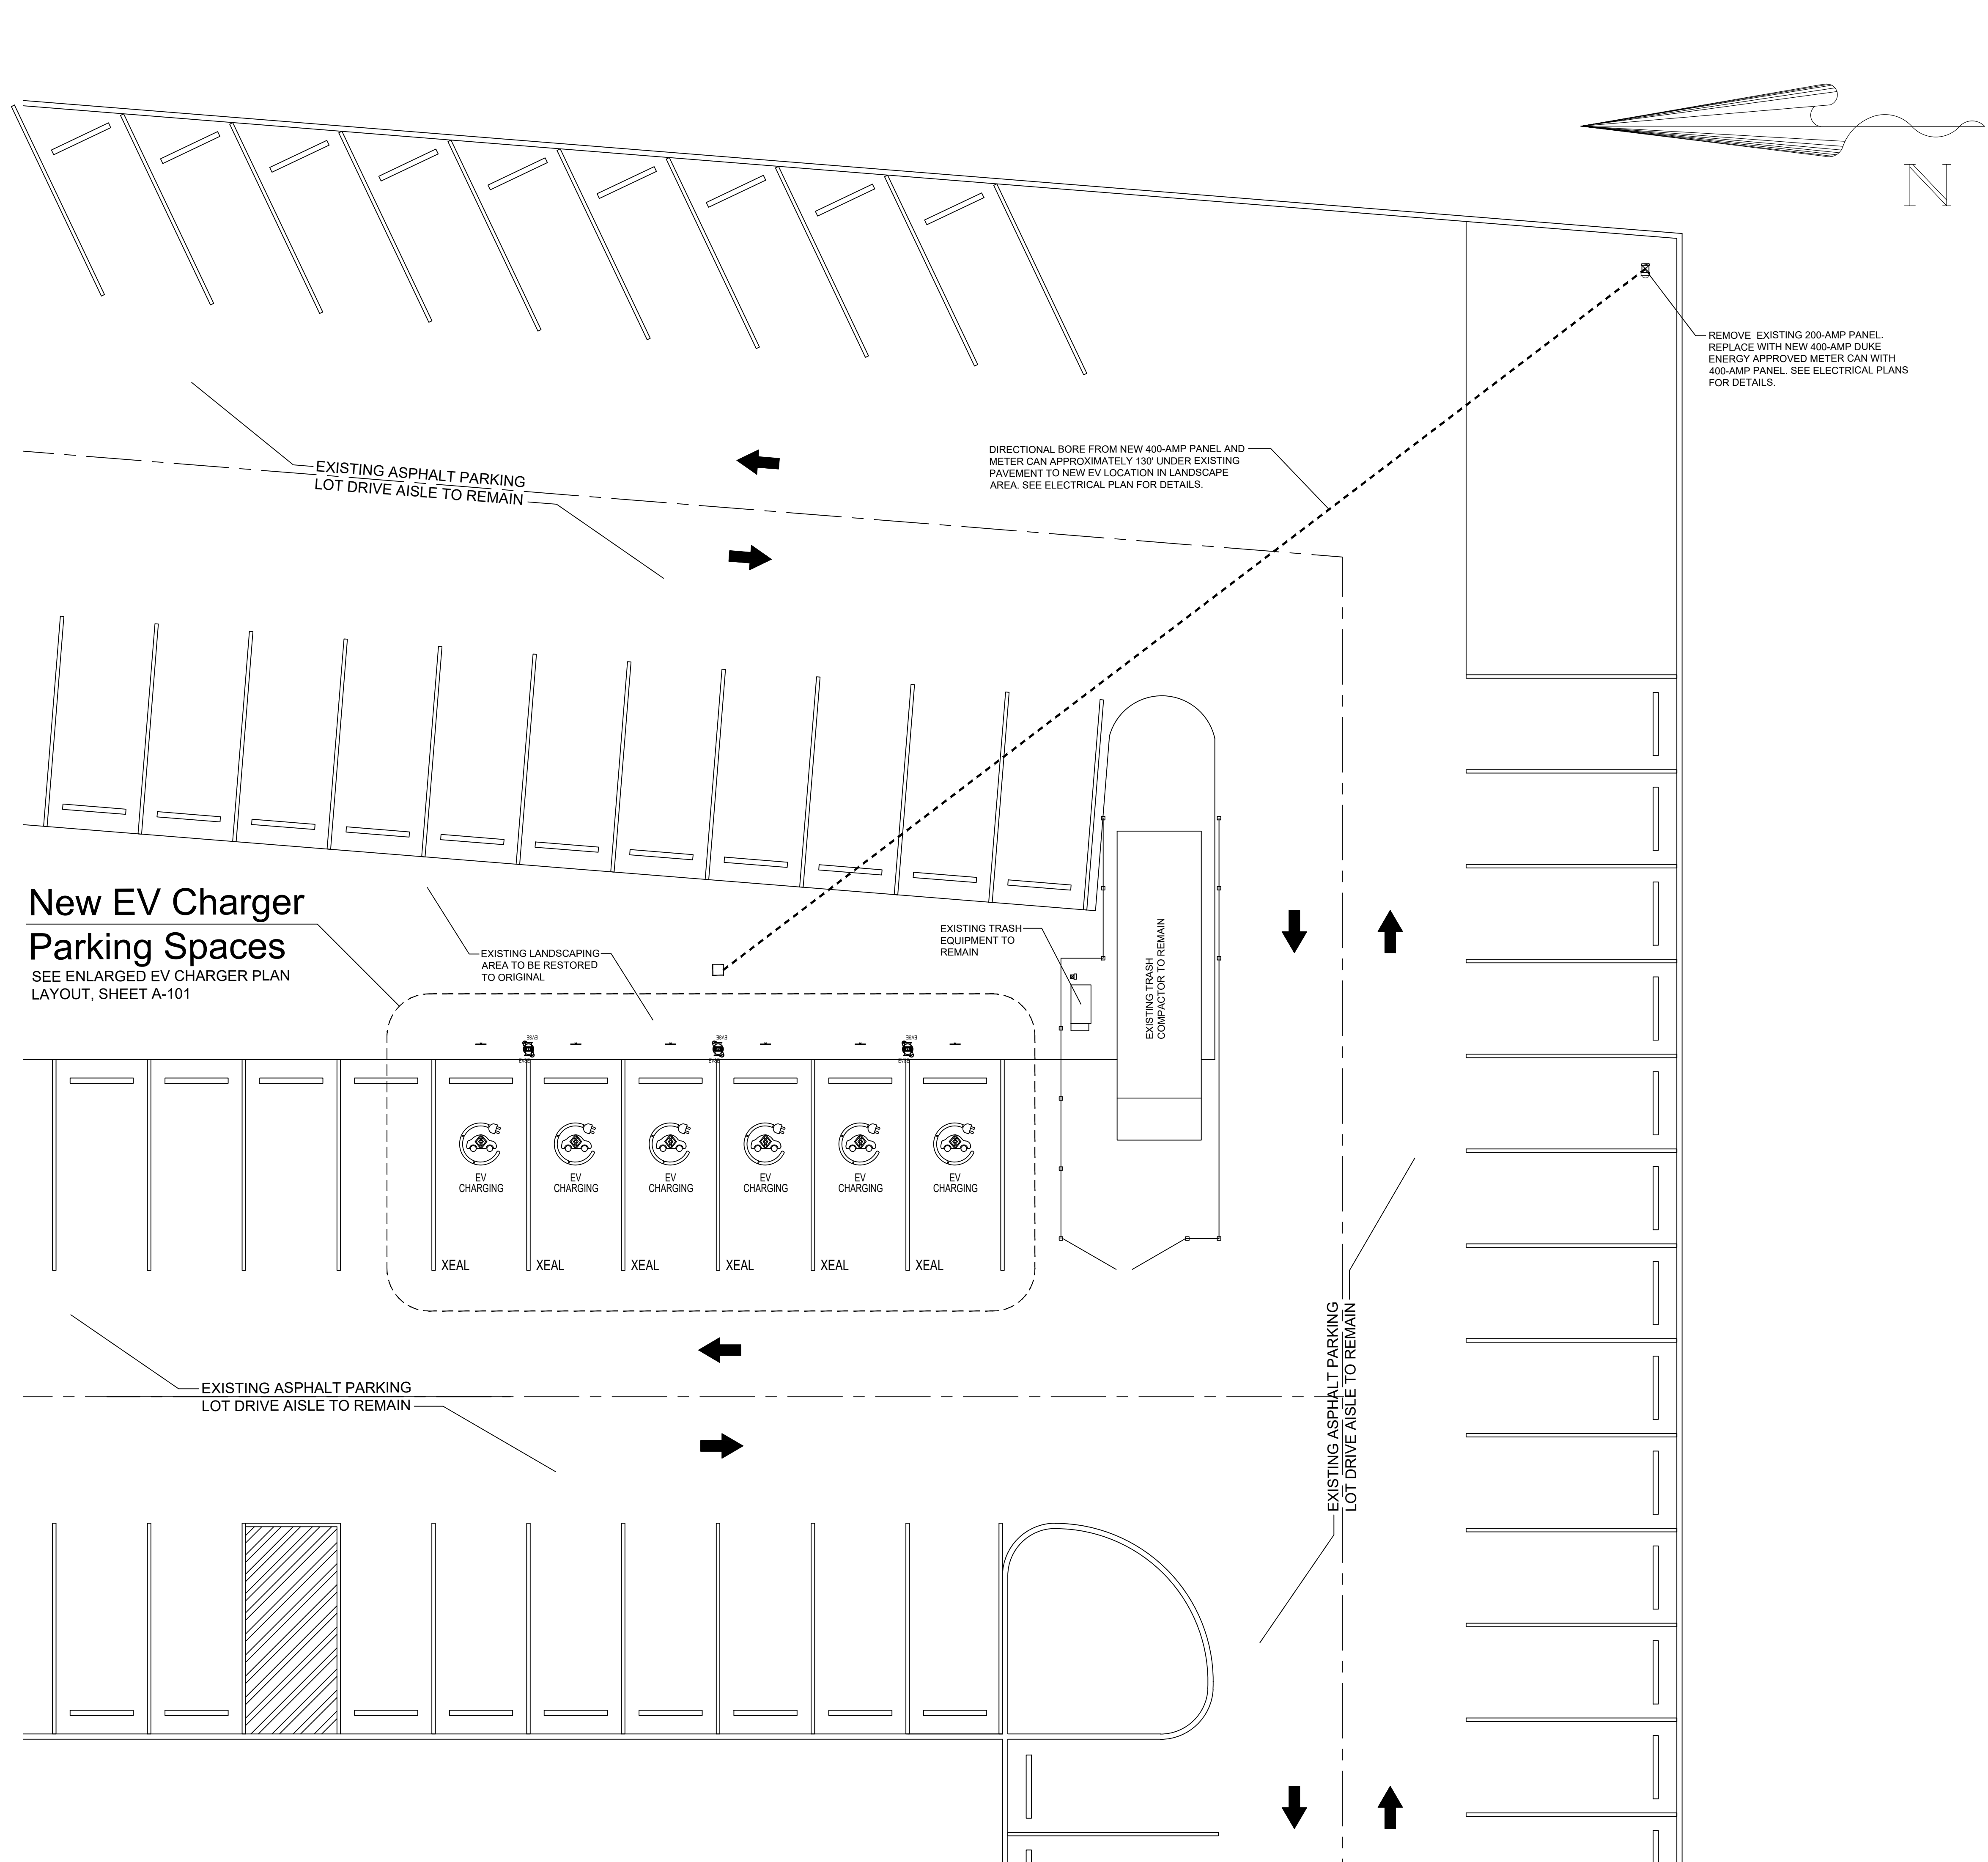 N
REMOVE EXISTING 200-AMP PANEL.
REPLACE WITH NEW 400-AMP DUKE
ENERGY APPROVED METER CAN WITH
400-AMP PANEL. SEE ELECTRICAL PLANS
FOR DETAILS.
DIRECTIONAL BORE FROM NEW 400-AMP PANEL AND
METER CAN APPROXIMATELY 130' UNDER EXISTING
PAVEMENT TO NEW EV LOCATION IN LANDSCAPE
AREA. SEE ELECTRICAL PLAN FOR DETAILS.
EXISTING ASPHALT PARKING
LOT DRIVE AISLE TO REMAIN
New EV Charger
Parking Spaces
SEE ENLARGED EV CHARGER PLAN
LAYOUT, SHEET A-101
EXISTING LANDSCAPING
AREA TO BE RESTORED
TO ORIGINAL
EXISTING TRASH
EQUIPMENT TO
REMAIN
EXISTING TRASH
COMPACTOR TO REMAIN
EVSE
EVSE
EVSE
EVSE
EVSE
EVSE
EV
CHARGING
EV
CHARGING
EV
CHARGING
EV
CHARGING
EV
CHARGING
EV
CHARGING
XEAL
XEAL
XEAL
XEAL
XEAL
XEAL
EXISTING ASPHALT PARKING
LOT DRIVE AISLE TO REMAIN
EXISTING ASPHALT PARKING
LOT DRIVE AISLE TO REMAIN